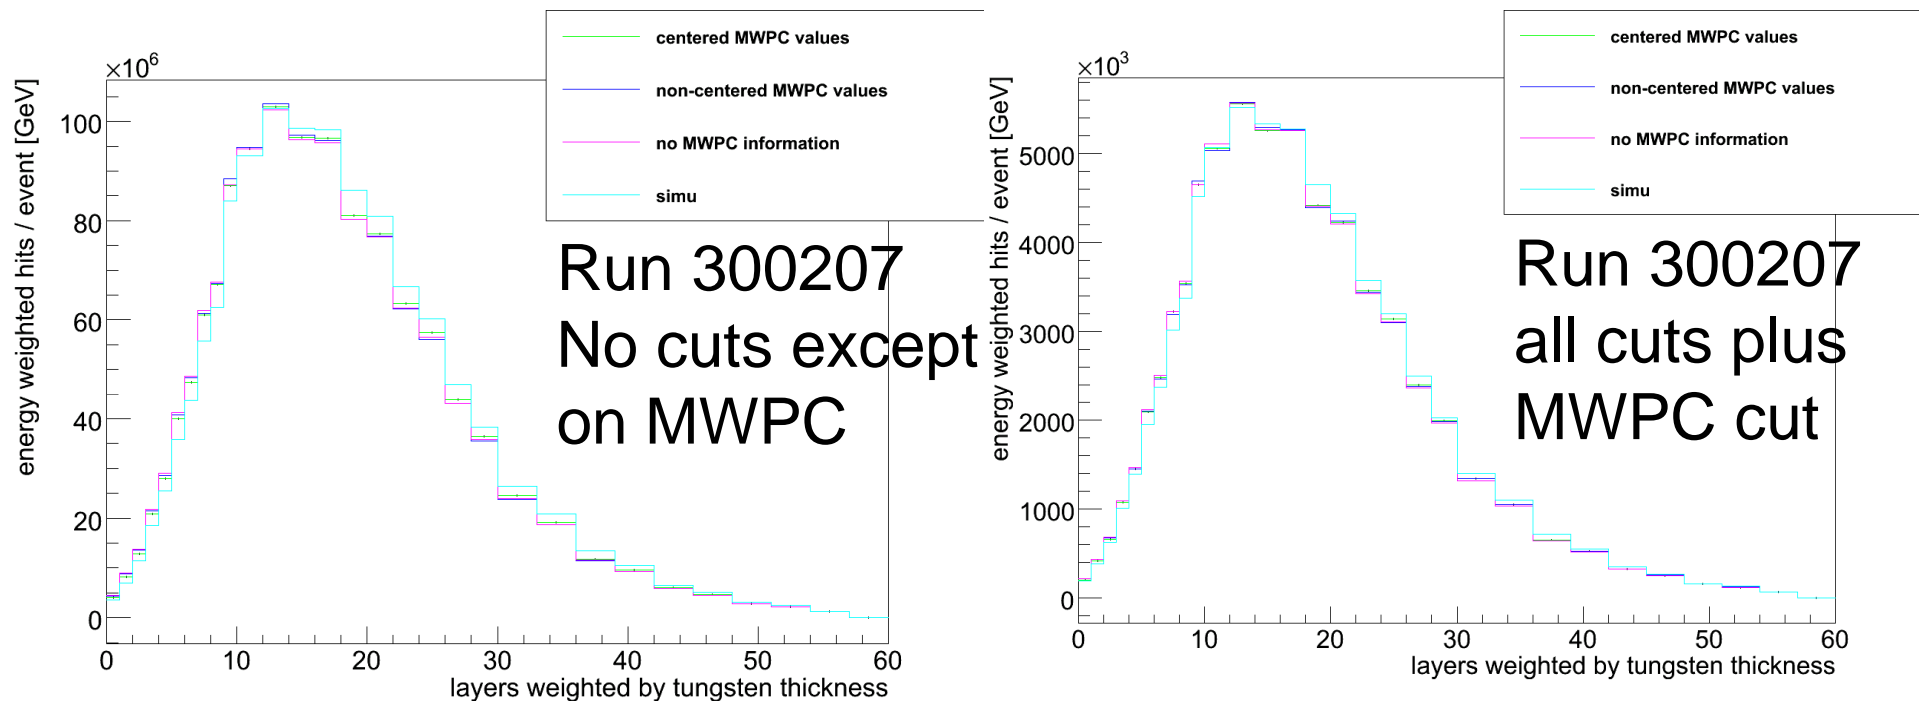 centered MWPC values
non-centered MWPC values
no MWPC information
simu
×10⁶
energy weighted hits / event [GeV]
100
80
60
40
20
0
0 10 20 30 40 50 60
layers weighted by tungsten thickness
Run 300207
No cuts except
on MWPC
centered MWPC values
non-centered MWPC values
no MWPC information
simu
×10³
energy weighted hits / event [GeV]
5000
4000
3000
2000
1000
0
0 10 20 30 40 50 60
layers weighted by tungsten thickness
Run 300207
all cuts plus
MWPC cut